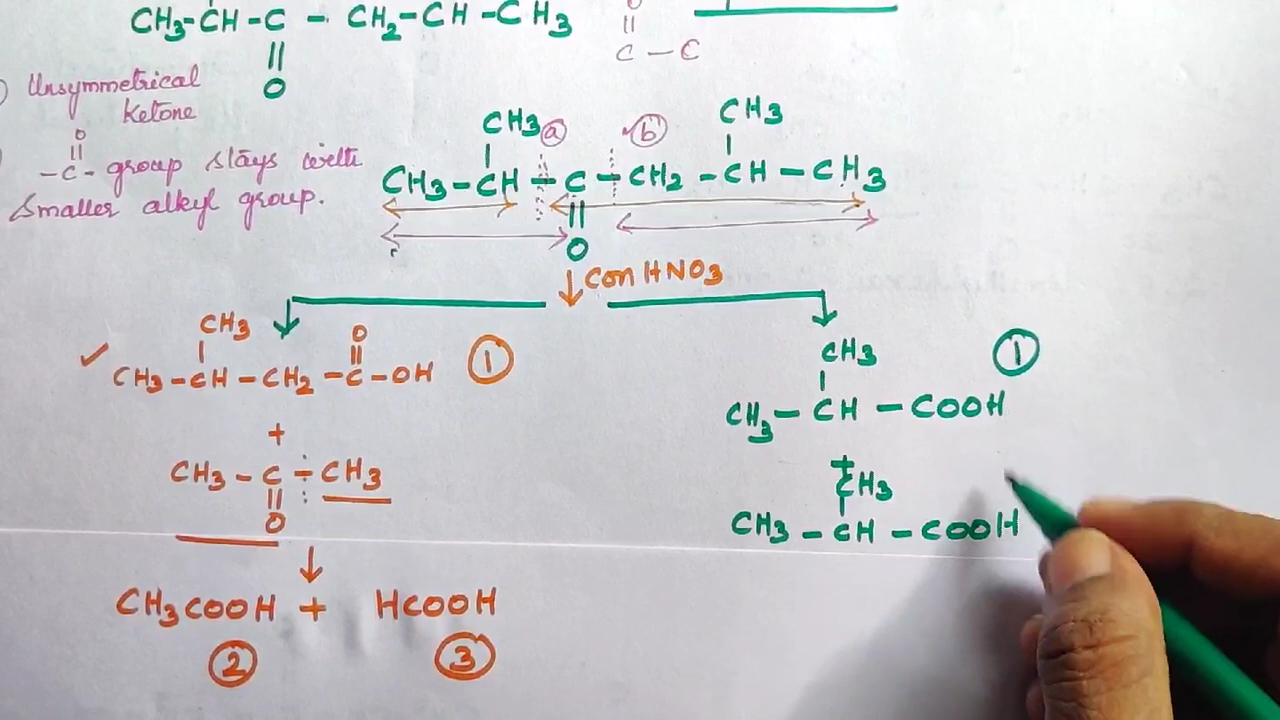 CH3-CH-C - CH2-CH-CH3
||
O
O
||
C - C
Unsymmetrical
Ketone
O
||
-C- group stays with
Smaller alkyl group.
CH3 a b CH3
| |
CH3-CH-C-CH2-CH-CH3
||
O
Con HNO3
CH3 O
| ||
CH3-CH-CH2-C-OH 1
+
CH3-C-CH3
||
O
CH3COOH + HCOOH
2 3
CH3 1
|
CH3-CH-COOH
+
CH3
|
CH3-CH-COOH